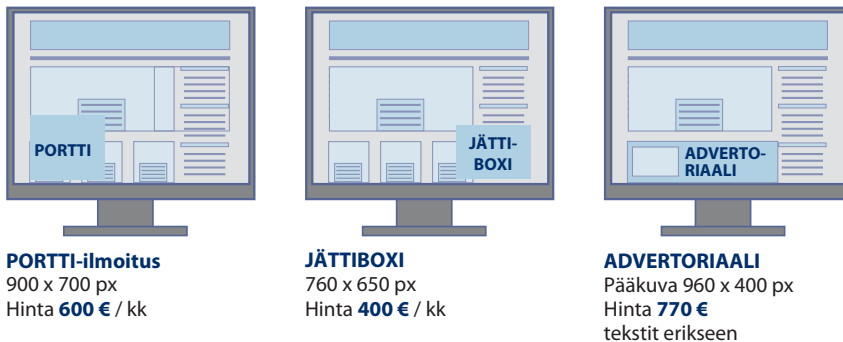 PORTTI
JÄTTI-
BOXI
ADVERTO-
RIAALI
PORTTI-ilmoitus
900 x 700 px
Hinta 600 € / kk
JÄTTIBOXI
760 x 650 px
Hinta 400 € / kk
ADVERTORIAALI
Pääkuva 960 x 400 px
Hinta 770 €
tekstit erikseen